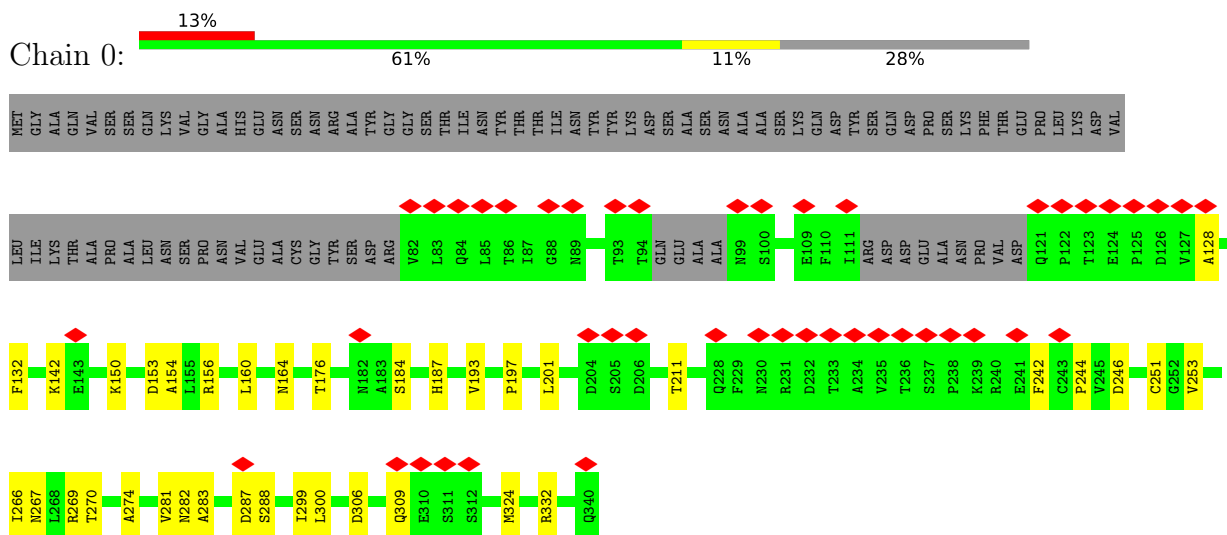 13%
Chain 0:
61% 11% 28%
MET GLY ALA GLN VAL SER SER GLN LYS VAL GLY ALA HIS GLU ASN SER ASN ARG ALA TYR GLY GLY SER THR ILE ASN TYR THR THR ILE ASN TYR TYR LYS ASP SER ALA SER ASN ALA ALA SER LYS GLN ASP TYR SER GLN ASP PRO SER LYS PHE THR GLU PRO LEU LYS ASP VAL
LEU ILE LYS THR ALA PRO ALA LEU ASN SER PRO ASN VAL GLU ALA CYS GLY TYR SER ASP ARG V82 L83 Q84 L85 T86 I87 G88 N89 T93 T94 GLN GLU ALA ALA N99 S100 E109 F110 I111 ARG ASP ASP GLU ALA ASN PRO VAL ASP Q121 P122 T123 E124 P125 D126 V127 A128
F132 K142 E143 K150 D153 A154 L155 R156 L160 N164 T176 N182 A183 S184 H187 V193 P197 L201 D204 S205 D206 T211 Q228 F229 N230 R231 D232 T233 A234 V235 T236 S237 P238 K239 R240 E241 F242 C243 P244 V245 D246 C251 G252 V253
I266 N267 L268 R269 T270 A274 V281 N282 A283 D287 S288 I299 L300 D306 Q309 E310 S311 S312 M324 R332 Q340